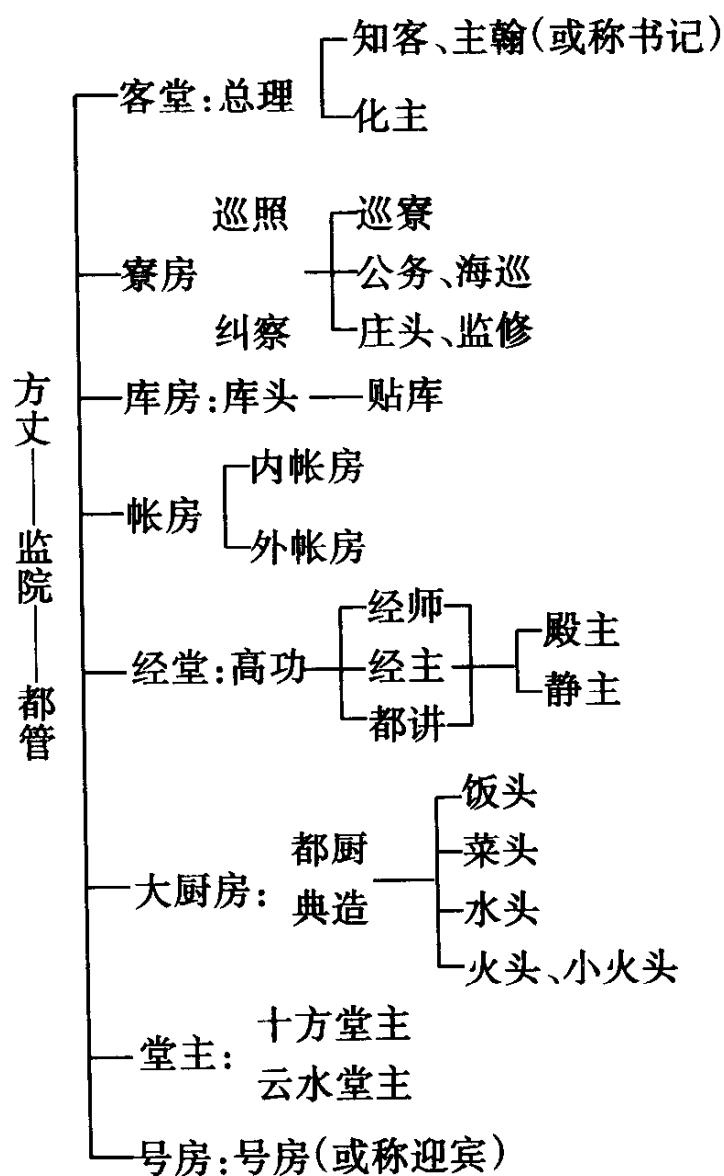 方丈——监院——都管
客堂：总理
知客、主翰（或称书记）
化主
寮房
巡照
纠察
巡寮
公务、海巡
庄头、监修
库房：库头——贴库
帐房
内帐房
外帐房
经堂：高功
经师
经主
都讲
殿主
静主
大厨房：
都厨
典造
饭头
菜头
水头
火头、小火头
堂主：
十方堂主
云水堂主
号房：号房（或称迎宾）